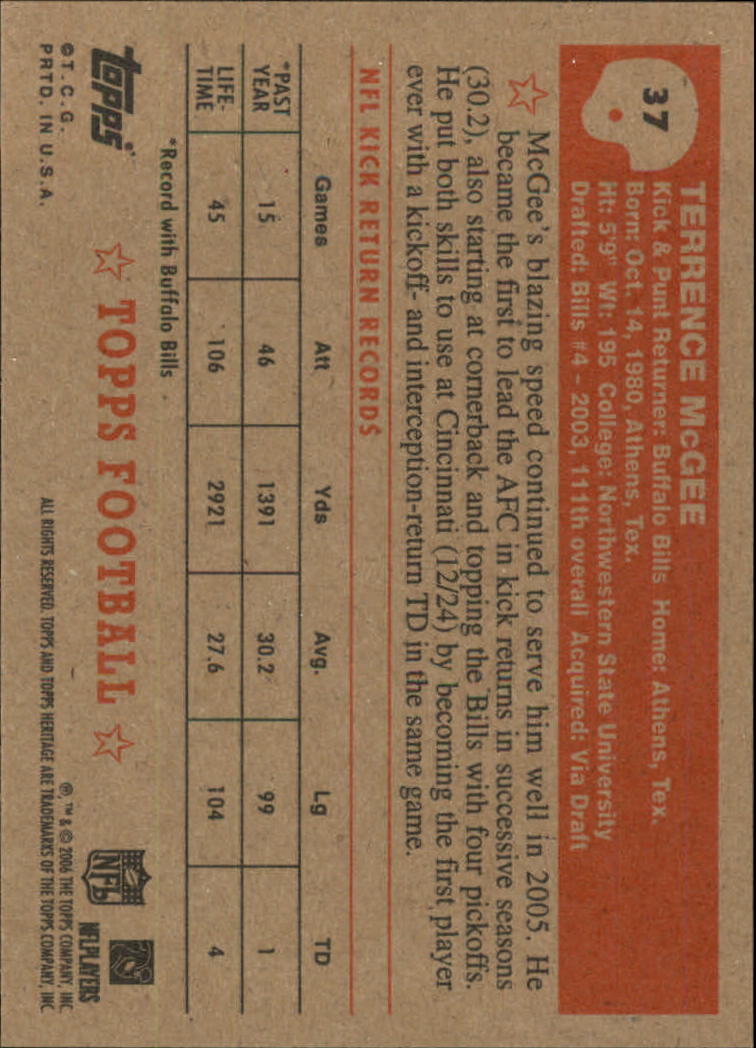 37
TERRENCE McGEE
Kick & Punt Returner: Buffalo Bills Home: Athens, Tex.
Born: Oct. 14, 1980, Athens, Tex.
Ht: 5'9" Wt: 195 College: Northwestern State University
Drafted: Bills #4 – 2003, 111th overall Acquired: Via Draft
McGee's blazing speed continued to serve him well in 2005. He
became the first to lead the AFC in kick returns in successive seasons
(30.2), also starting at cornerback and topping the Bills with four pickoffs.
He put both skills to use at Cincinnati (12/24) by becoming the first player
ever with a kickoff- and interception-return TD in the same game.
NFL KICK RETURN RECORDS
Games Att Yds Avg. Lg TD
*PAST YEAR 15 46 1391 30.2 99 1
LIFE-TIME 45 106 2921 27.6 104 4
*Record with Buffalo Bills
topps
TOPPS FOOTBALL
NFL
NFLPLAYERS
©T.C.G.
PRTD. IN U.S.A.
®,™ & © 2006 THE TOPPS COMPANY, INC
ALL RIGHTS RESERVED. TOPPS AND TOPPS HERITAGE ARE TRADEMARKS OF THE TOPPS COMPANY, INC